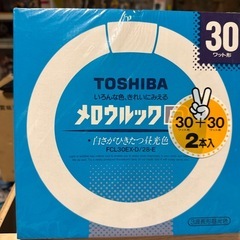 30
ワット形
TOSHIBA
いろんな色、きれいにみえる
メロウルック
30+30
2本入
白さがひきたつ昼光色
FCL30EX-D/28-E